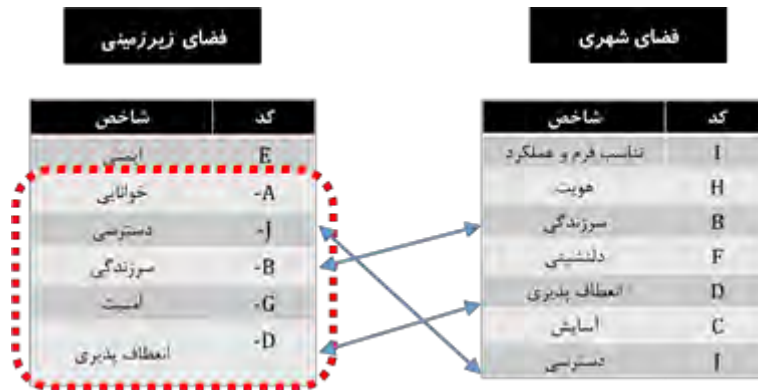 فضای شهری
کد شاخص
I تناسب فرم و عملکرد
H هویت
B سرزندگی
F دلنشینی
D انعطاف پذیری
C آسایش
J دسترسی
فضای زیرزمینی
کد شاخص
E ایمنی
-A خوانایی
-J دسترسی
-B سرزندگی
-G امنیت
-D انعطاف پذیری